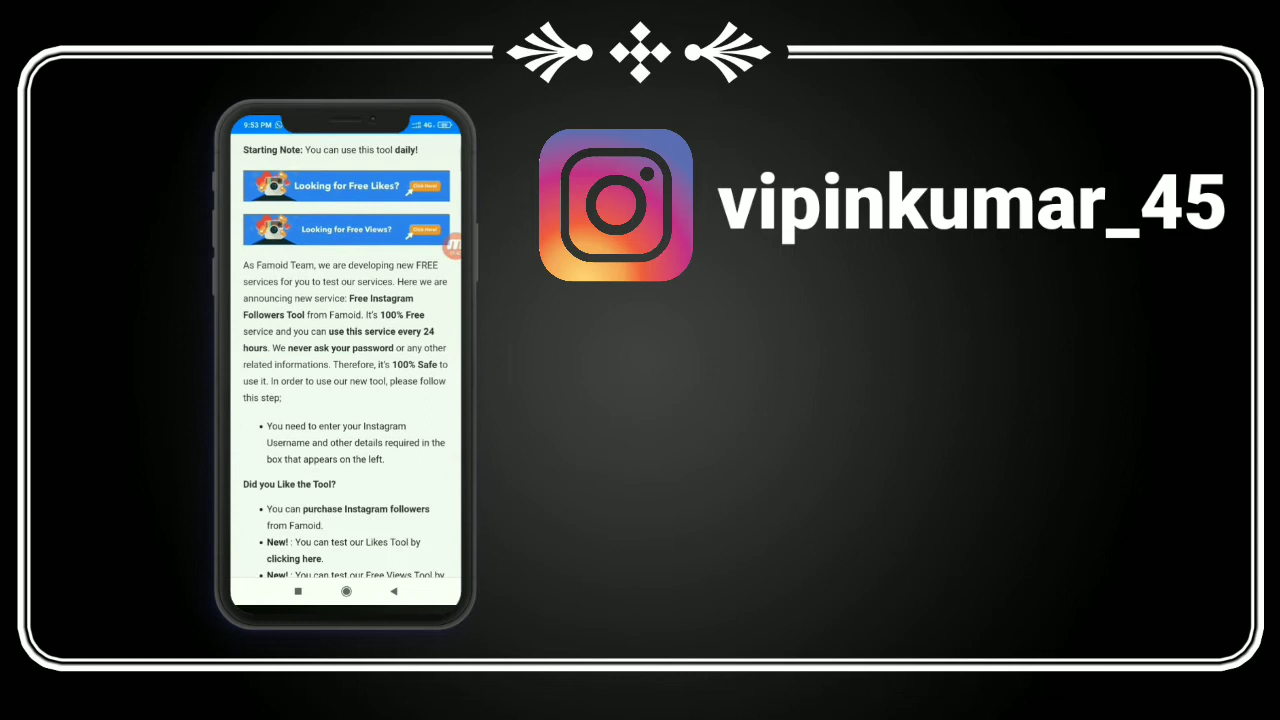 9:53 PM
4G
Starting Note: You can use this tool daily!
Looking for Free Likes? Click Here!
Looking for Free Views? Click Here!
As Famoid Team, we are developing new FREE
services for you to test our services. Here we are
announcing new service: Free Instagram
Followers Tool from Famoid. It's 100% Free
service and you can use this service every 24
hours. We never ask your password or any other
related informations. Therefore, it's 100% Safe to
use it. In order to use our new tool, please follow
this step;
• You need to enter your Instagram
Username and other details required in the
box that appears on the left.
Did you Like the Tool?
• You can purchase Instagram followers
from Famoid.
• New! : You can test our Likes Tool by
clicking here.
• New! : You can test our Free Views Tool by
vipinkumar_45